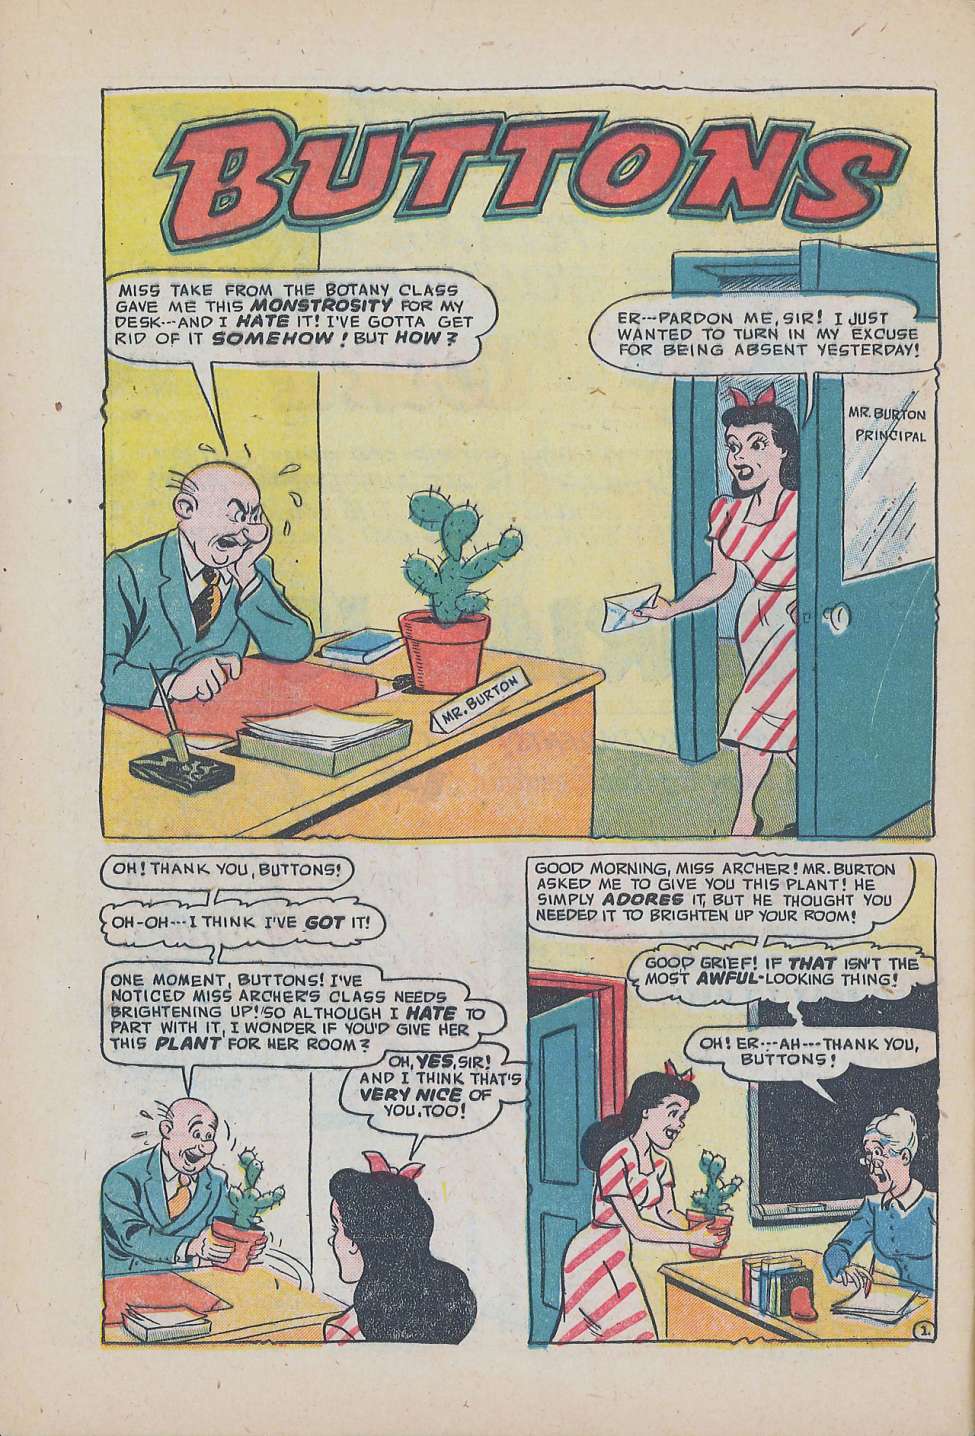 BUTTONS
MISS TAKE FROM THE BOTANY CLASS
GAVE ME THIS MONSTROSITY FOR MY
DESK---AND I HATE IT! I'VE GOTTA GET
RID OF IT SOMEHOW! BUT HOW?
ER---PARDON ME, SIR! I JUST
WANTED TO TURN IN MY EXCUSE
FOR BEING ABSENT YESTERDAY!
MR. BURTON
PRINCIPAL
MR. BURTON
OH! THANK YOU, BUTTONS!
OH-OH---I THINK I'VE GOT IT!
ONE MOMENT, BUTTONS! I'VE
NOTICED MISS ARCHER'S CLASS NEEDS
BRIGHTENING UP! SO ALTHOUGH I HATE TO
PART WITH IT, I WONDER IF YOU'D GIVE HER
THIS PLANT FOR HER ROOM?
OH, YES, SIR!
AND I THINK THAT'S
VERY NICE OF
YOU, TOO!
GOOD MORNING, MISS ARCHER! MR. BURTON
ASKED ME TO GIVE YOU THIS PLANT! HE
SIMPLY ADORES IT, BUT HE THOUGHT YOU
NEEDED IT TO BRIGHTEN UP YOUR ROOM!
GOOD GRIEF! IF THAT ISN'T THE
MOST AWFUL-LOOKING THING!
OH! ER---AH---THANK YOU,
BUTTONS!
1.